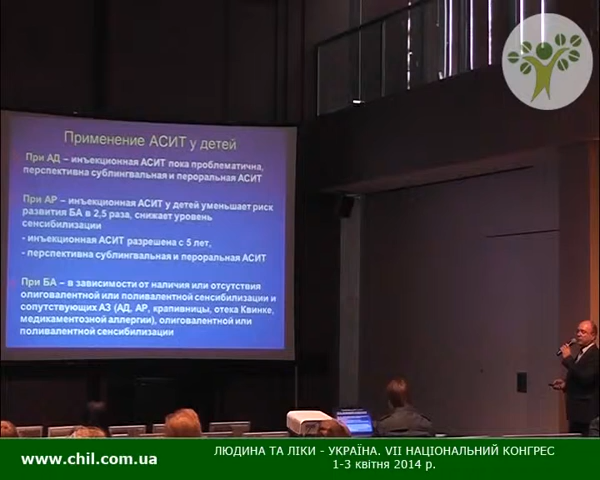 Применение АСИТ у детей
При АД – инъекционная АСИТ пока проблематична,
перспективна сублингвальная и пероральная АСИТ
При АР – инъекционная АСИТ у детей уменьшает риск
развития БА в 2,5 раза, снижает уровень
сенсибилизации
- инъекционная АСИТ разрешена с 5 лет,
- перспективна сублингвальная и пероральная АСИТ
При БА – в зависимости от наличия или отсутствия
олиговалентной или поливалентной сенсибилизации и
сопутствующих АЗ (АД, АР, крапивницы, отека Квинке,
медикаментозной аллергии), олиговалентной или
поливалентной сенсибилизации
www.chil.com.ua
ЛЮДИНА ТА ЛІКИ - УКРАЇНА. VII НАЦІОНАЛЬНИЙ КОНГРЕС
1-3 квітня 2014 р.